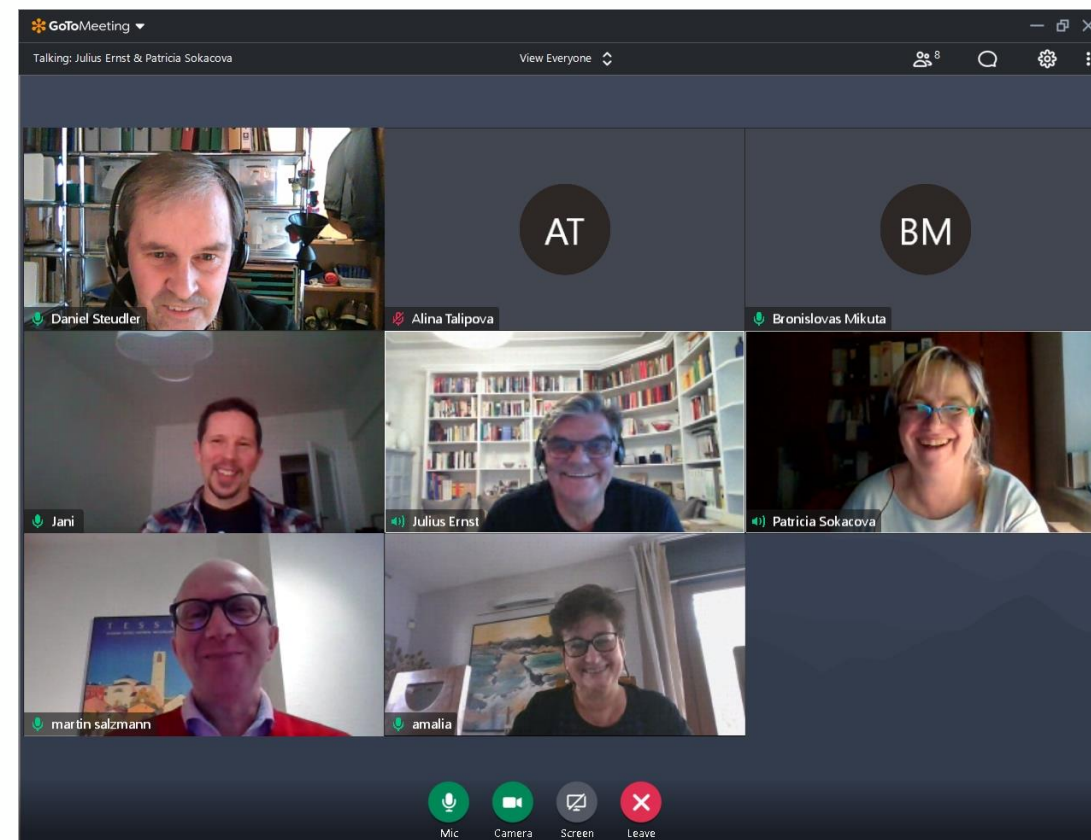 GoToMeeting
Talking: Julius Ernst & Patricia Sokacova
View Everyone
8
AT
BM
Daniel Steudler
Alina Talipova
Bronislovas Mikuta
Jani
Julius Ernst
Patricia Sokacova
TESS
martin salzmann
amalia
Mic
Camera
Screen
Leave